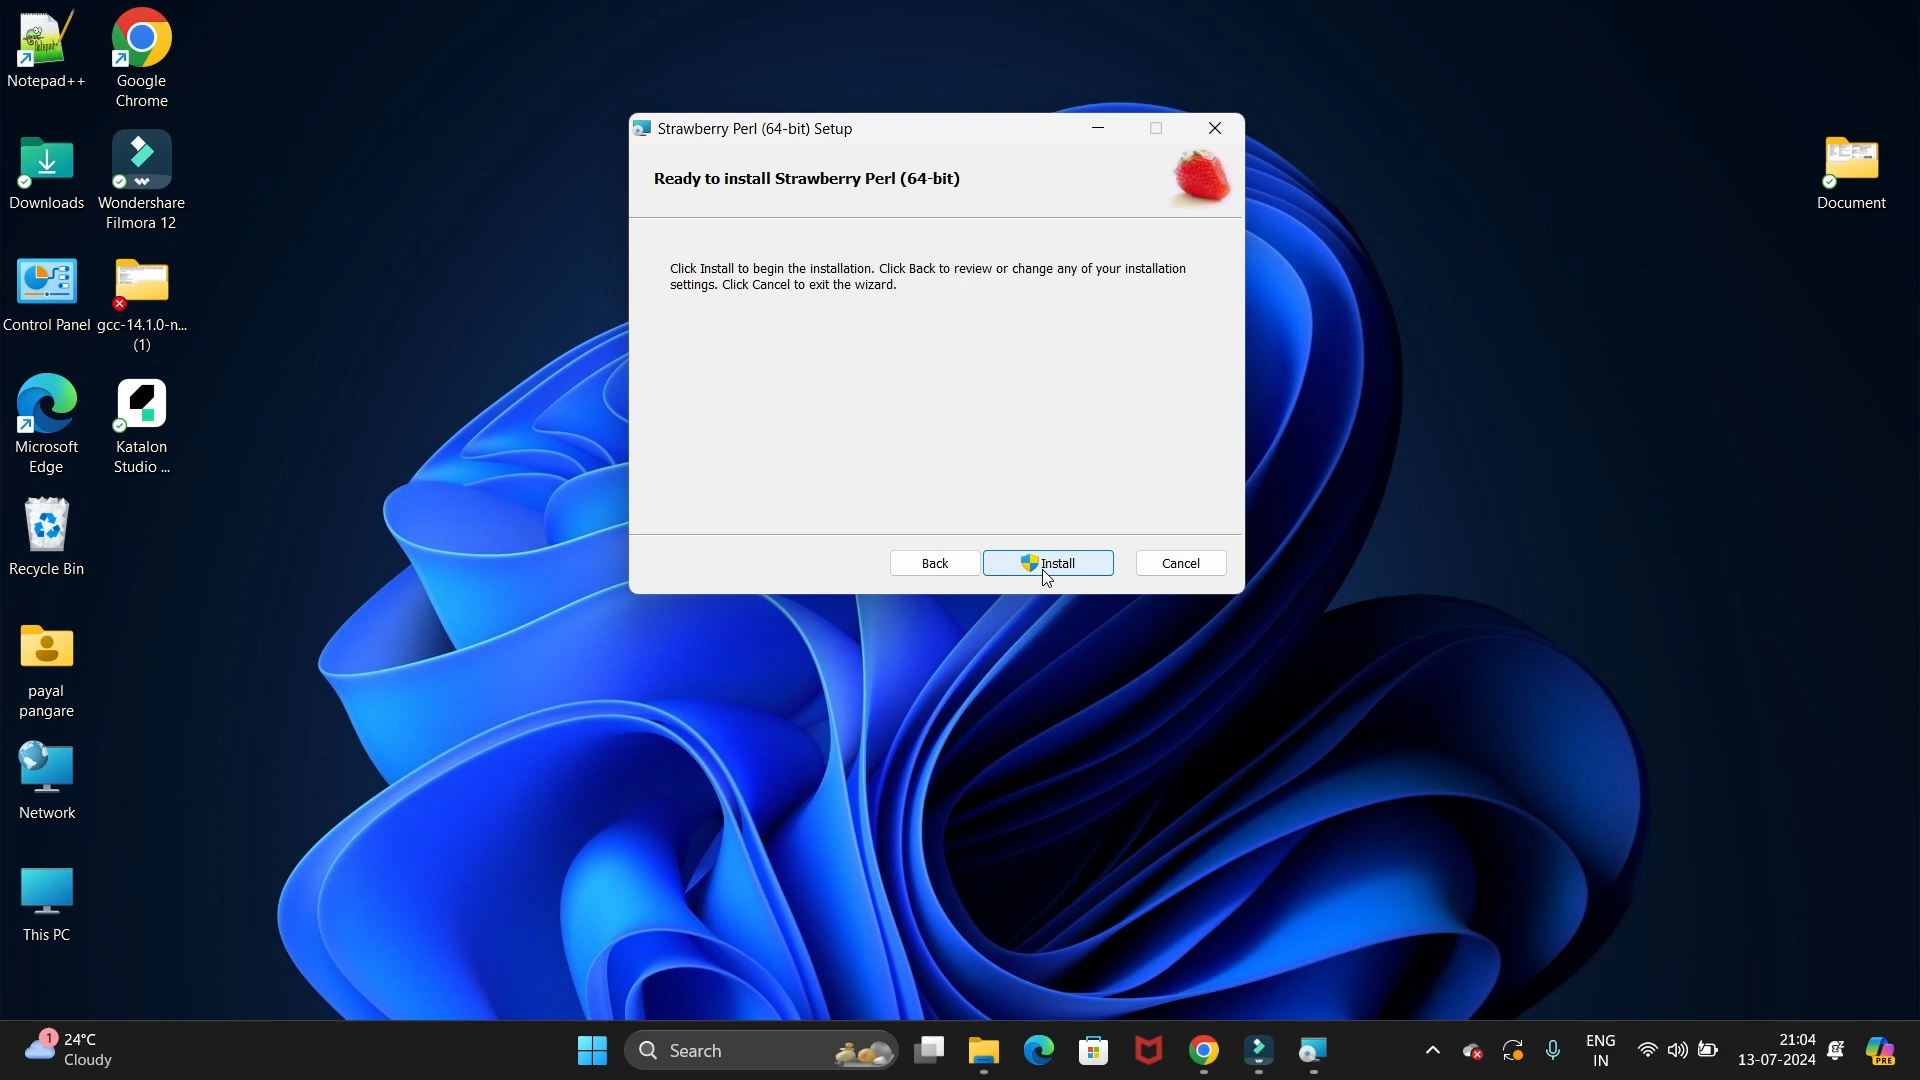 Notepad++
Google
Chrome
Downloads
Wondershare
Filmora 12
Control Panel
gcc-14.1.0-n...
(1)
Microsoft
Edge
Katalon
Studio ...
Recycle Bin
payal
pangare
Network
This PC
Document
Strawberry Perl (64-bit) Setup
Ready to install Strawberry Perl (64-bit)
Click Install to begin the installation. Click Back to review or change any of your installation
settings. Click Cancel to exit the wizard.
Back
Install
Cancel
1
24°C
Cloudy
Search
ENG
IN
21:04
13-07-2024
PRE